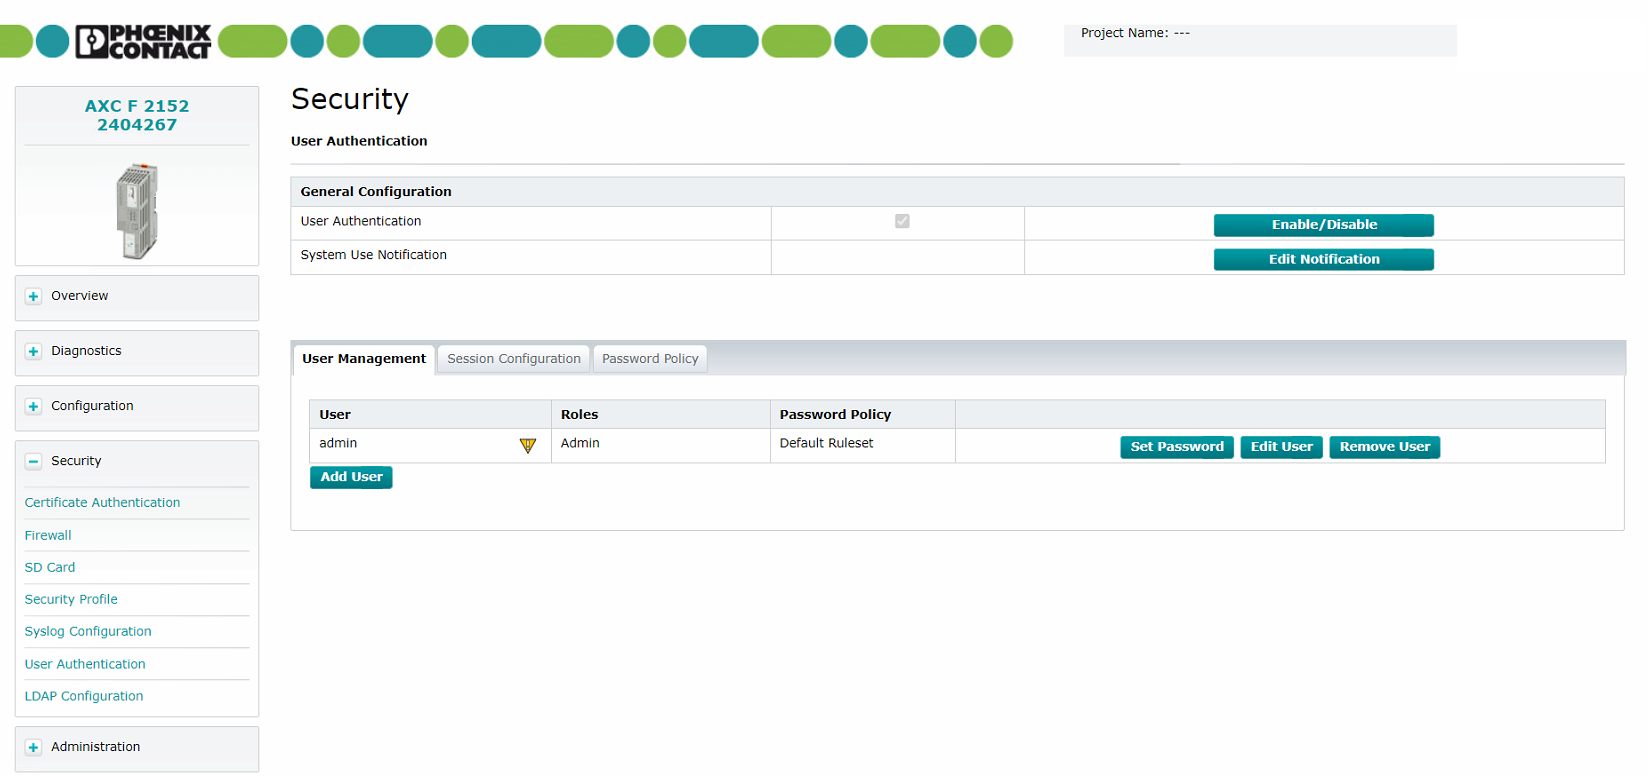 PHŒNIX
CONTACT
Project Name: ---
AXC F 2152
2404267
Overview
Diagnostics
Configuration
Security
Certificate Authentication
Firewall
SD Card
Security Profile
Syslog Configuration
User Authentication
LDAP Configuration
Administration
Security
User Authentication
General Configuration
User Authentication Enable/Disable
System Use Notification Edit Notification
User Management Session Configuration Password Policy
User Roles Password Policy
admin Admin Default Ruleset Set Password Edit User Remove User
Add User